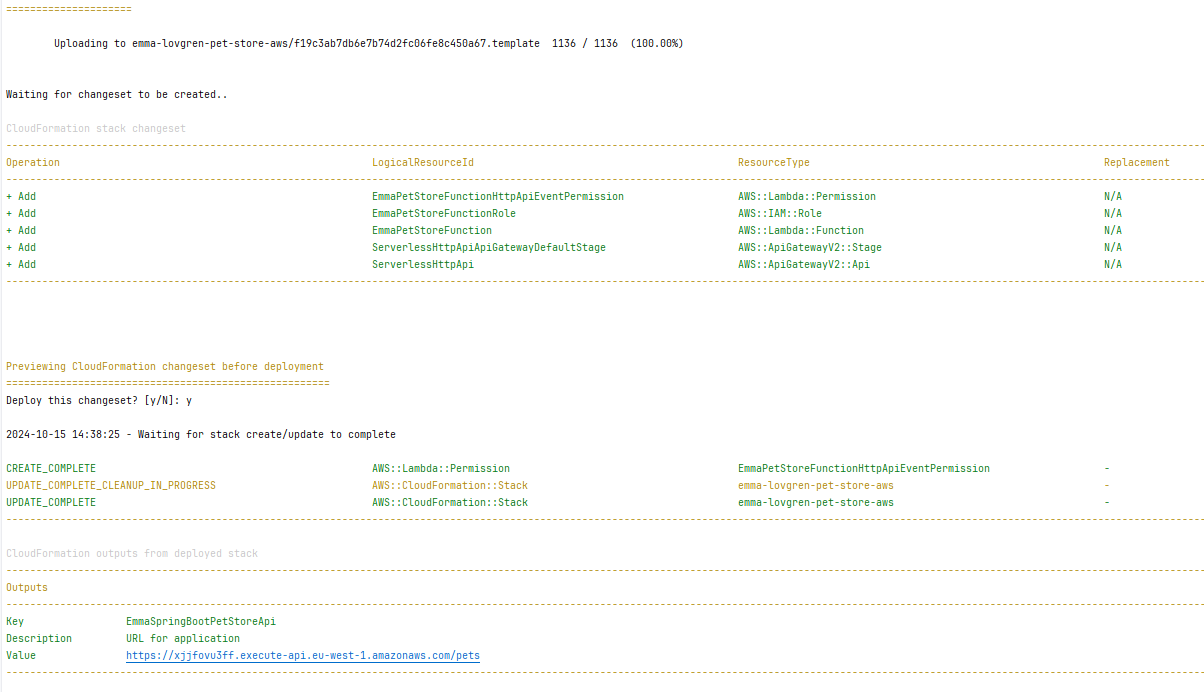 =====================
Uploading to emma-lovgren-pet-store-aws/f19c3ab7db6e7b74d2fc06fe8c450a67.template  1136 / 1136  (100.00%)
Waiting for changeset to be created..
CloudFormation stack changeset
Operation LogicalResourceId ResourceType Replacement
+ Add EmmaPetStoreFunctionHttpApiEventPermission AWS::Lambda::Permission N/A
+ Add EmmaPetStoreFunctionRole AWS::IAM::Role N/A
+ Add EmmaPetStoreFunction AWS::Lambda::Function N/A
+ Add ServerlessHttpApiApiGatewayDefaultStage AWS::ApiGatewayV2::Stage N/A
+ Add ServerlessHttpApi AWS::ApiGatewayV2::Api N/A
Previewing CloudFormation changeset before deployment
======================================================
Deploy this changeset? [y/N]: y
2024-10-15 14:38:25 - Waiting for stack create/update to complete
CREATE_COMPLETE AWS::Lambda::Permission EmmaPetStoreFunctionHttpApiEventPermission -
UPDATE_COMPLETE_CLEANUP_IN_PROGRESS AWS::CloudFormation::Stack emma-lovgren-pet-store-aws -
UPDATE_COMPLETE AWS::CloudFormation::Stack emma-lovgren-pet-store-aws -
CloudFormation outputs from deployed stack
Outputs
Key EmmaSpringBootPetStoreApi
Description URL for application
Value https://xjjfovu3ff.execute-api.eu-west-1.amazonaws.com/pets